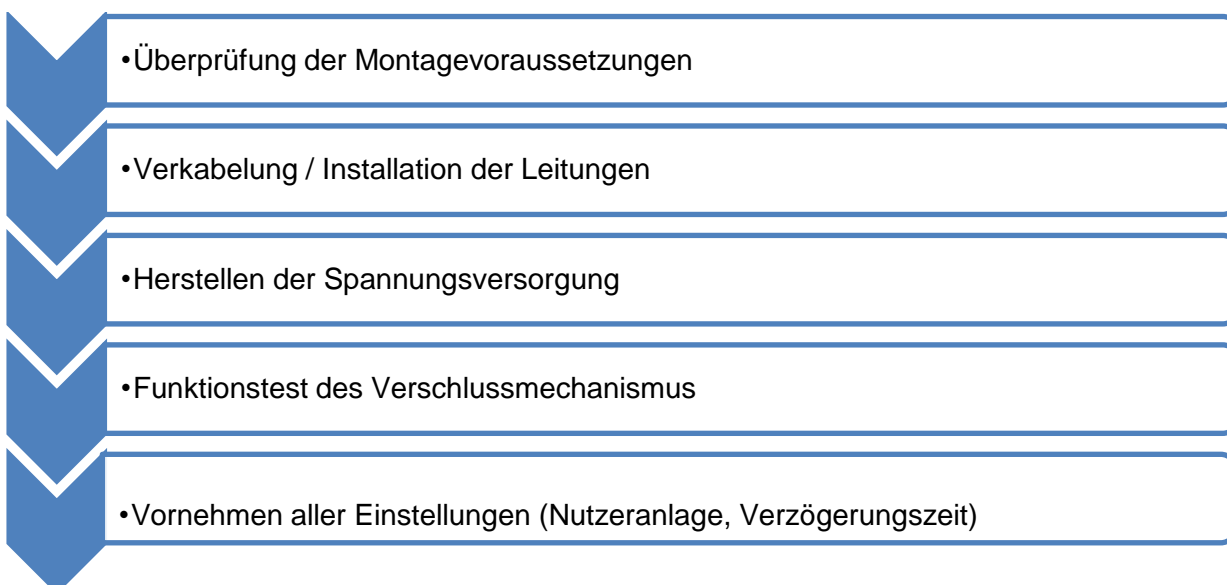 •Überprüfung der Montagevoraussetzungen
•Verkabelung / Installation der Leitungen
•Herstellen der Spannungsversorgung
•Funktionstest des Verschlussmechanismus
•Vornehmen aller Einstellungen (Nutzeranlage, Verzögerungszeit)